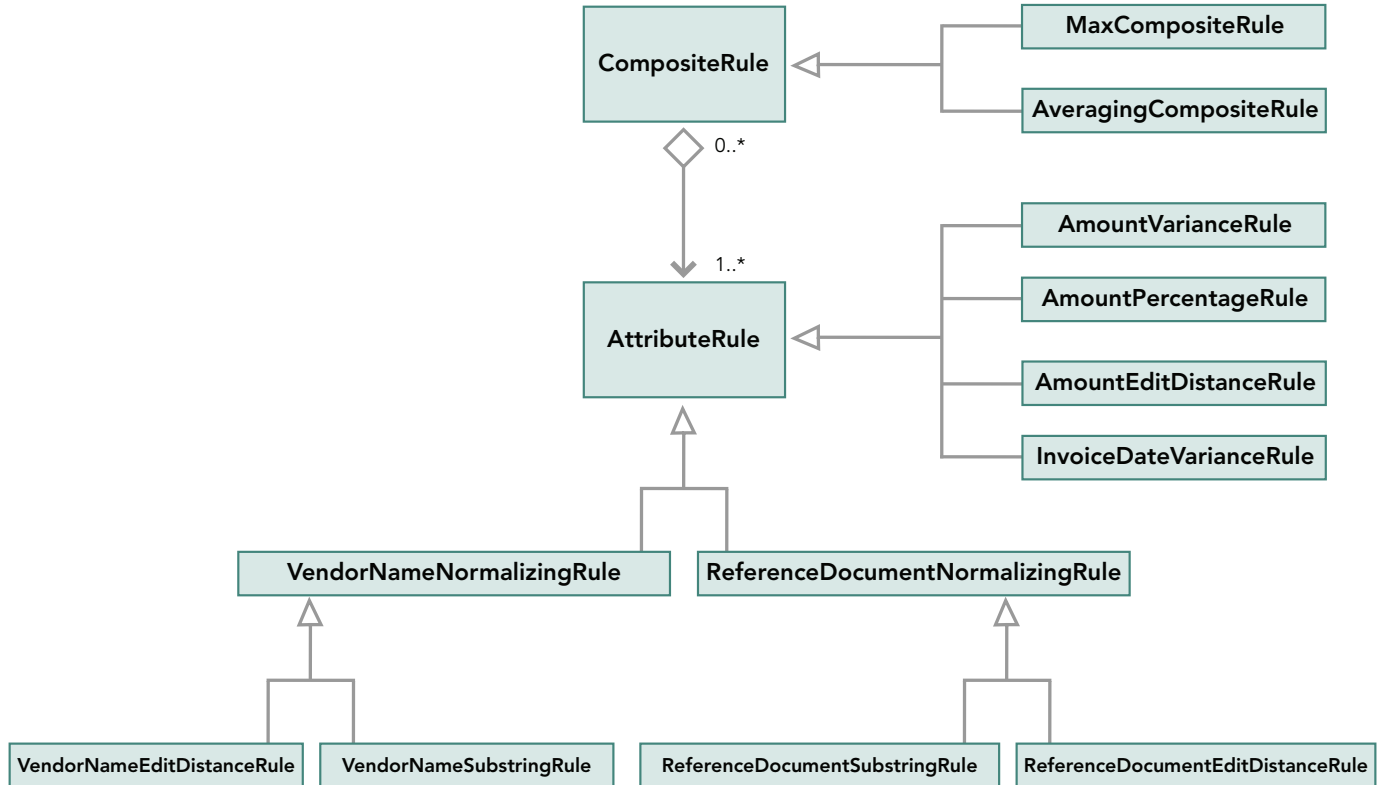 MaxCompositeRule
CompositeRule
AveragingCompositeRule
0..*
AmountVarianceRule
1..*
AmountPercentageRule
AttributeRule
AmountEditDistanceRule
InvoiceDateVarianceRule
VendorNameNormalizingRule
ReferenceDocumentNormalizingRule
VendorNameEditDistanceRule
VendorNameSubstringRule
ReferenceDocumentSubstringRule
ReferenceDocumentEditDistanceRule